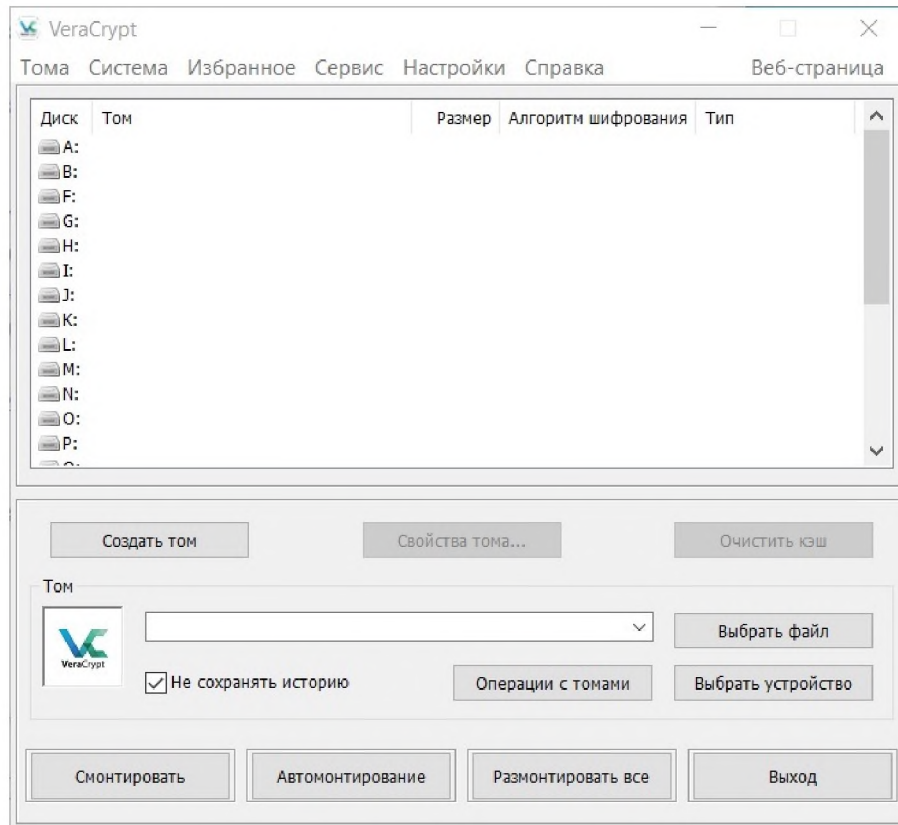 VeraCrypt
Тома Система Избранное Сервис Настройки Справка Веб-страница
Диск Том Размер Алгоритм шифрования Тип
A:
B:
F:
G:
H:
I:
J:
K:
L:
M:
N:
O:
P:
Создать том Свойства тома... Очистить кэш
Том
VeraCrypt
Выбрать файл
Не сохранять историю Операции с томами Выбрать устройство
Смонтировать Автомонтирование Размонтировать все Выход